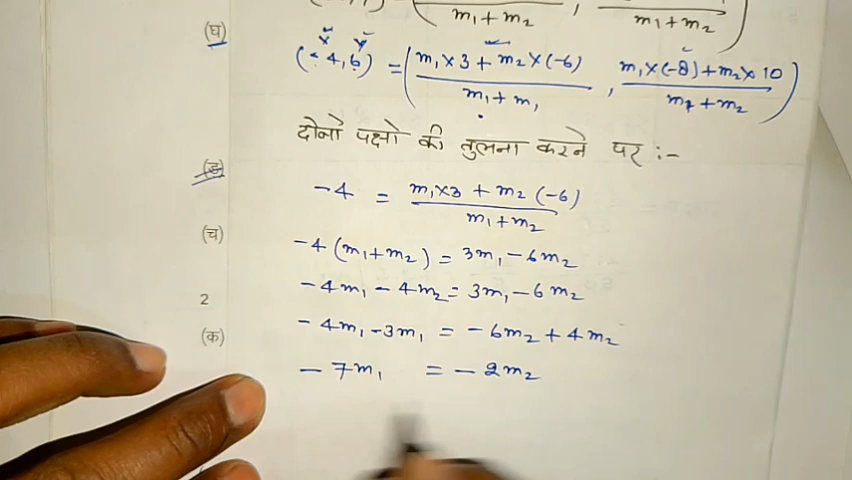 m₁+m₂ , m₁+m₂
(घ)
(-4,6) = (m₁×3+m₂×(-6) / m₁+m₁ , m₁×(-8)+m₂×10 / m₁+m₂)
दोनो पक्षो की तुलना करने पर :-
(ङ)
-4 = m₁×3 + m₂(-6) / m₁+m₂
(च)
-4(m₁+m₂) = 3m₁-6m₂
-4m₁-4m₂ = 3m₁-6m₂
2
(क)
-4m₁-3m₁ = -6m₂+4m₂
-7m₁ = -2m₂